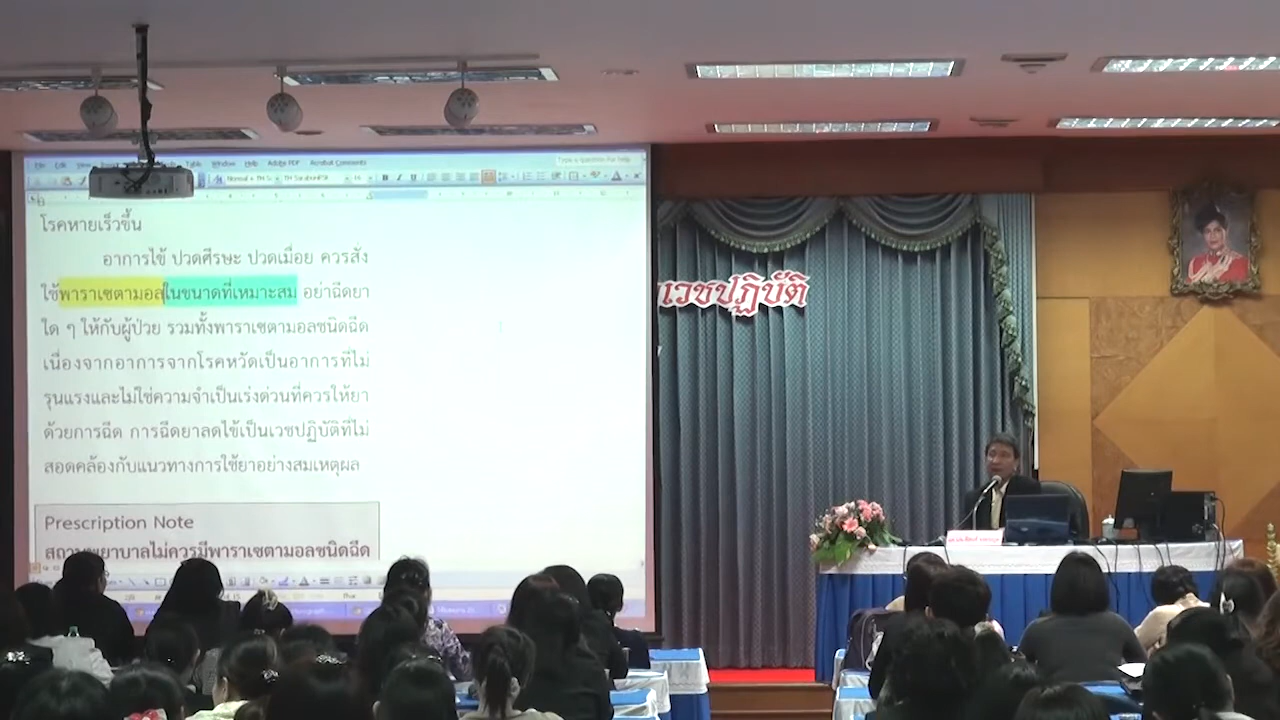 Table Window Help Adobe PDF Acrobat Comments
Type a question for help
โรคหายเร็วขึ้น
อาการไข้ ปวดศีรษะ ปวดเมื่อย ควรสั่ง
ใช้พาราเซตามอลในขนาดที่เหมาะสม อย่าฉีดยา
ใด ๆ ให้กับผู้ป่วย รวมทั้งพาราเซตามอลชนิดฉีด
เนื่องจากอาการจากโรคหวัดเป็นอาการที่ไม่
รุนแรงและไม่ใช่ความจำเป็นเร่งด่วนที่ควรให้ยา
ด้วยการฉีด การฉีดยาลดไข้เป็นเวชปฏิบัติที่ไม่
สอดคล้องกับแนวทางการใช้ยาอย่างสมเหตุผล
Prescription Note
สถานพยาบาลไม่ควรมีพาราเซตามอลชนิดฉีด
เวชปฏิบัติ